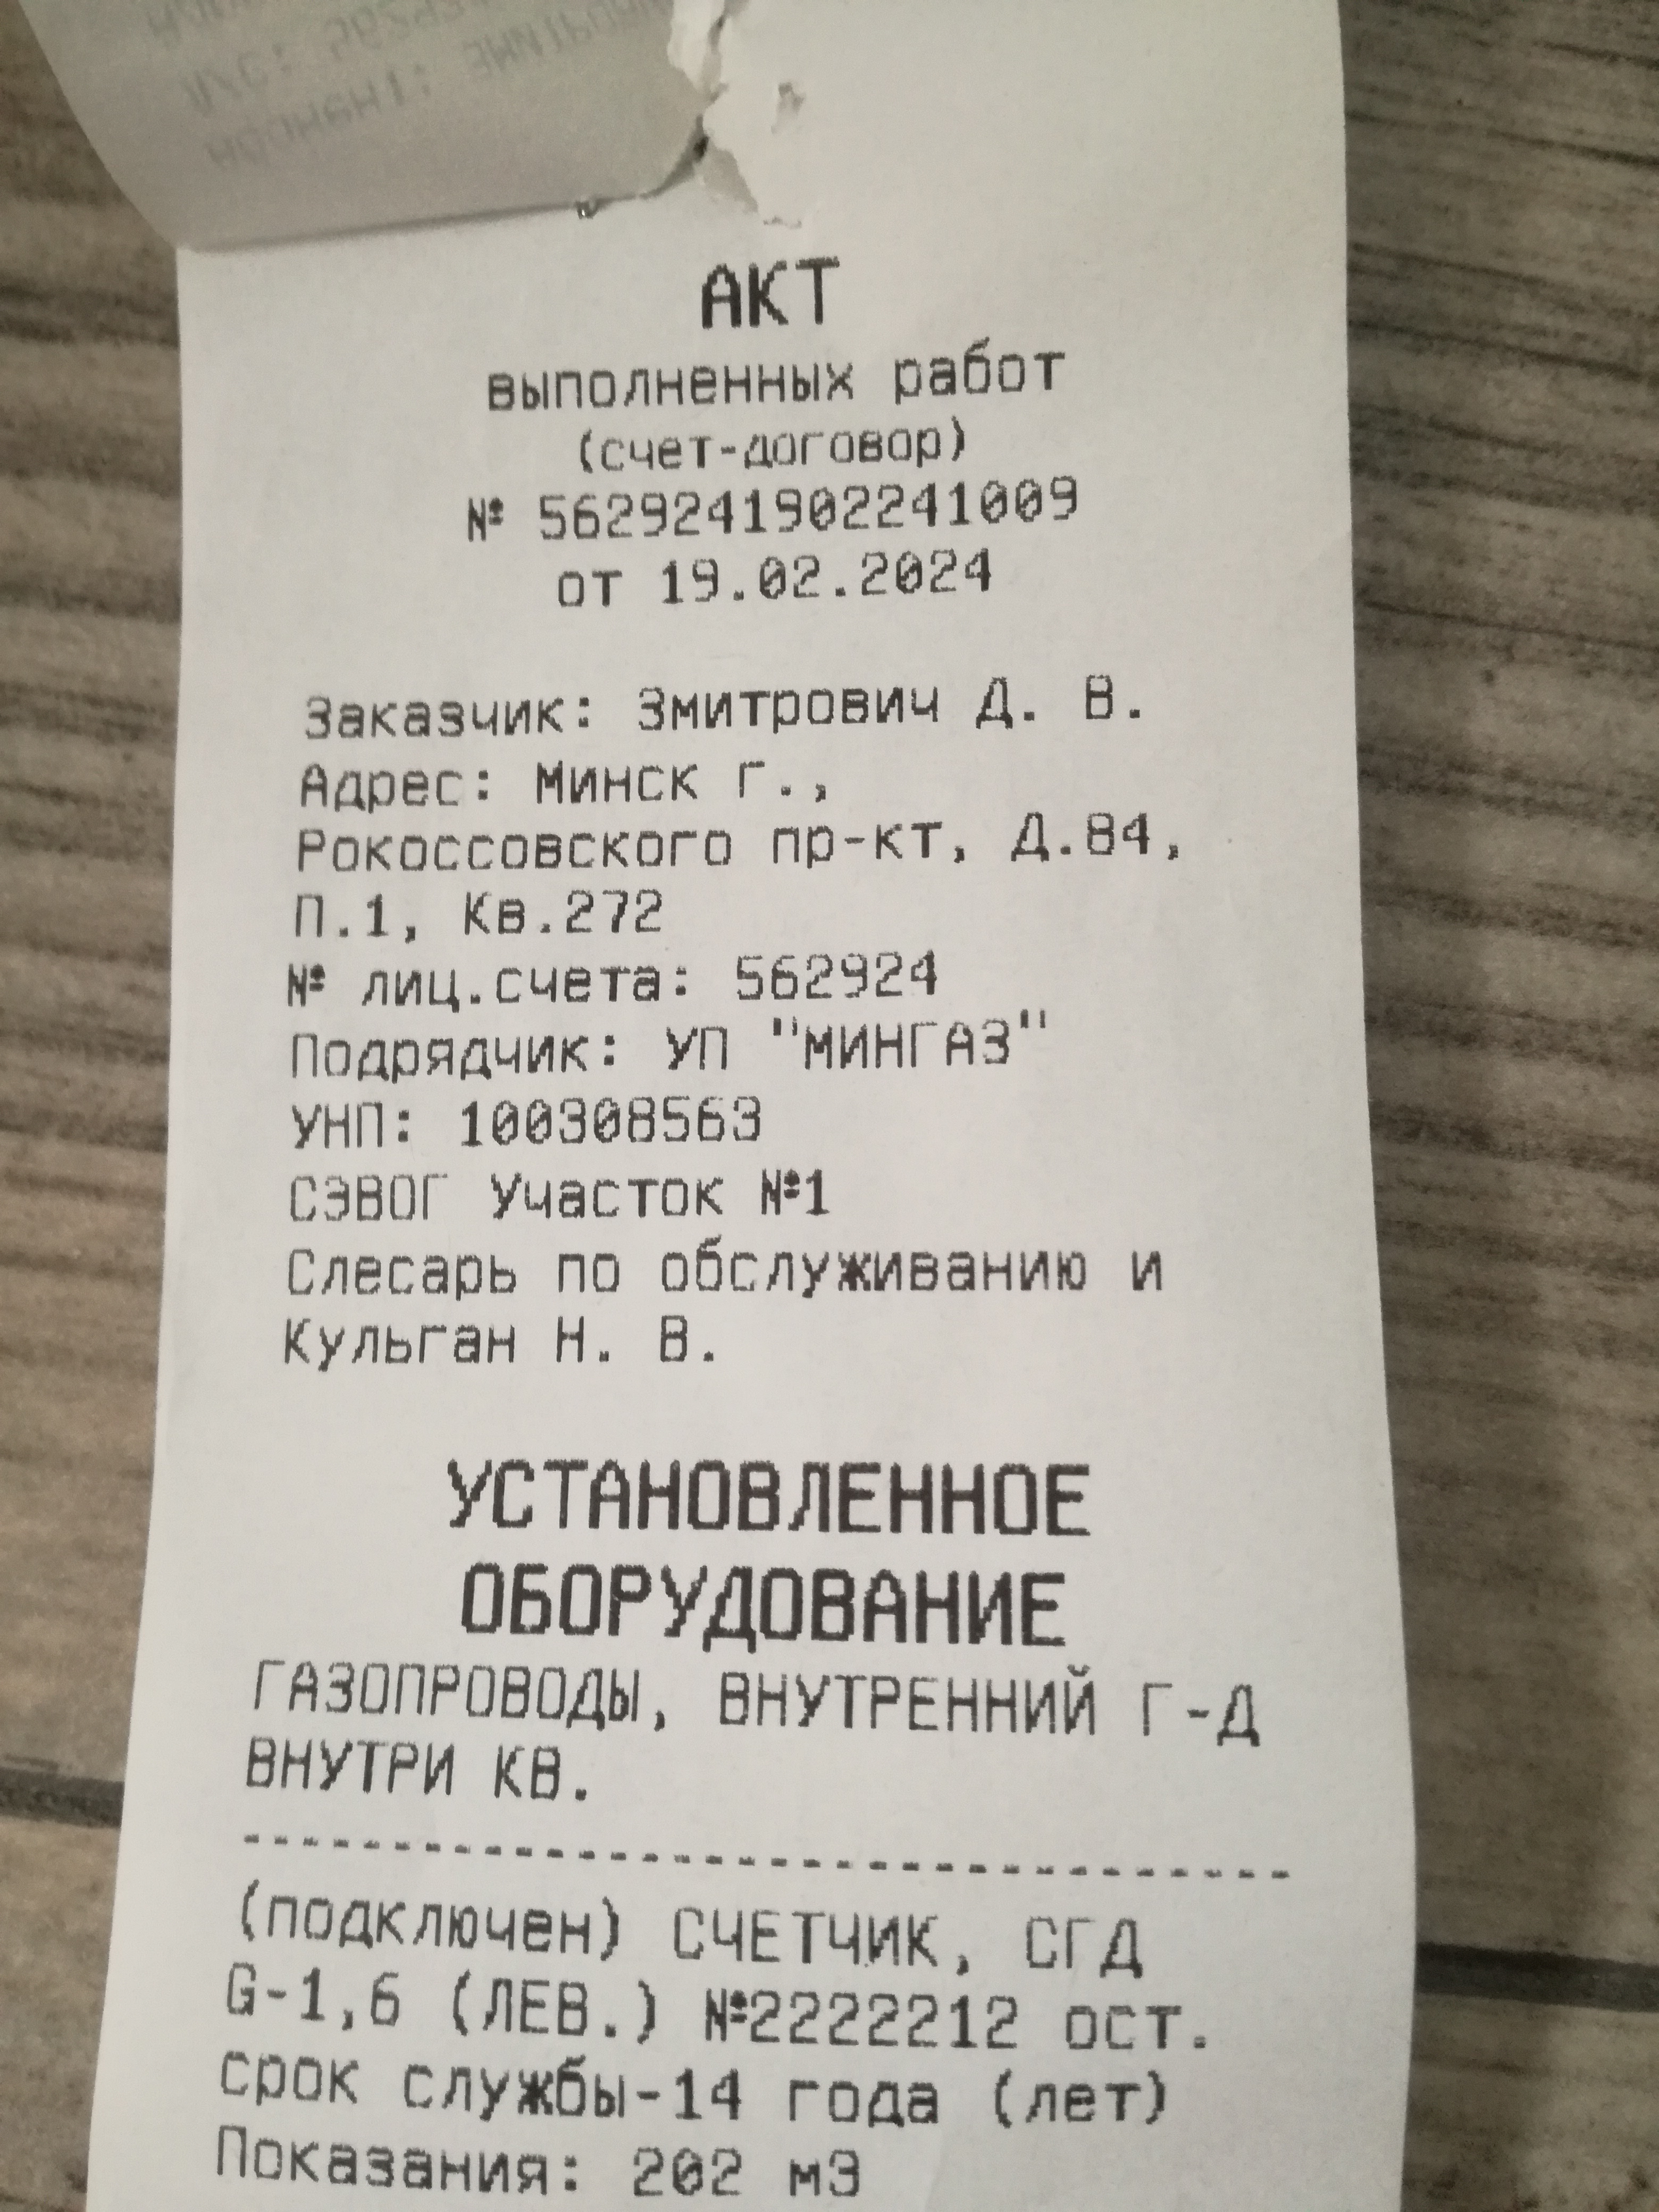 АКТ
выполненных работ
(счет-договор)
№ 5629241902241009
от 19.02.2024
Заказчик: Змитрович Д. В.
Адрес: Минск г.,
Рокоссовского пр-кт, Д.84,
П.1, Кв.272
№ лиц.счета: 562924
Подрядчик: УП "МИНГАЗ"
УНП: 100308563
СЭВОГ Участок №1
Слесарь по обслуживанию и
Кульган Н. В.
УСТАНОВЛЕННОЕ
ОБОРУДОВАНИЕ
ГАЗОПРОВОДЫ, ВНУТРЕННИЙ Г-Д
ВНУТРИ КВ.
(подключен) СЧЕТЧИК, СГД
G-1,6 (ЛЕВ.) №2222212 ост.
срок службы-14 года (лет)
Показания: 202 м3